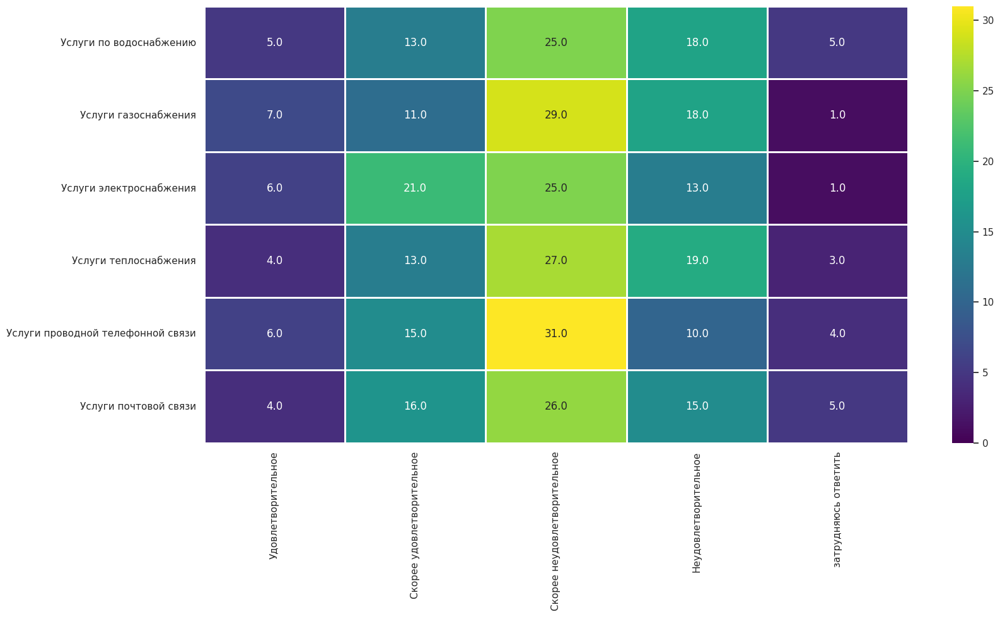 Услуги по водоснабжению 5.0 13.0 25.0 18.0 5.0
Услуги газоснабжения 7.0 11.0 29.0 18.0 1.0
Услуги электроснабжения 6.0 21.0 25.0 13.0 1.0
Услуги теплоснабжения 4.0 13.0 27.0 19.0 3.0
Услуги проводной телефонной связи 6.0 15.0 31.0 10.0 4.0
Услуги почтовой связи 4.0 16.0 26.0 15.0 5.0
Удовлетворительное
Скорее удовлетворительное
Скорее неудовлетворительное
Неудовлетворительное
затрудняюсь ответить
30
25
20
15
10
5
0